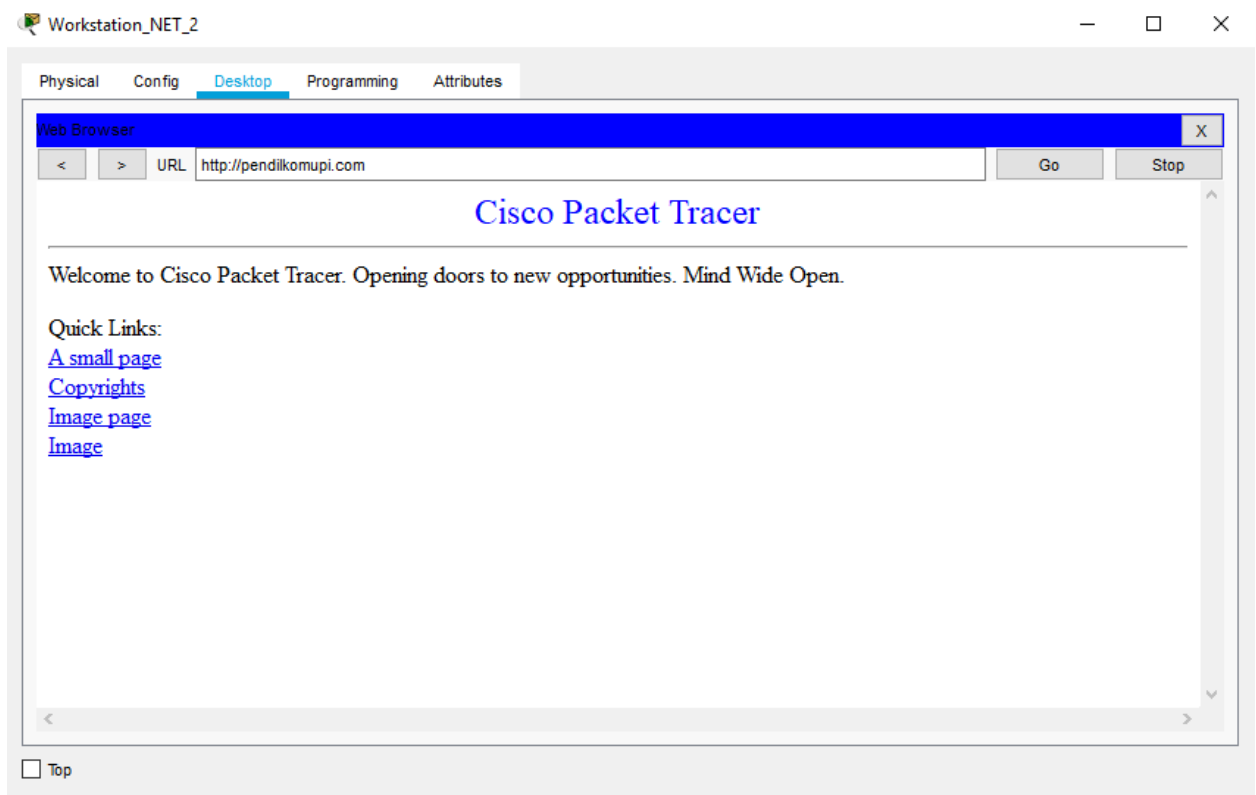 Workstation_NET_2
Physical Config Desktop Programming Attributes
Web Browser X
< > URL http://pendilkomupi.com Go Stop
Cisco Packet Tracer
Welcome to Cisco Packet Tracer. Opening doors to new opportunities. Mind Wide Open.
Quick Links:
A small page
Copyrights
Image page
Image
Top